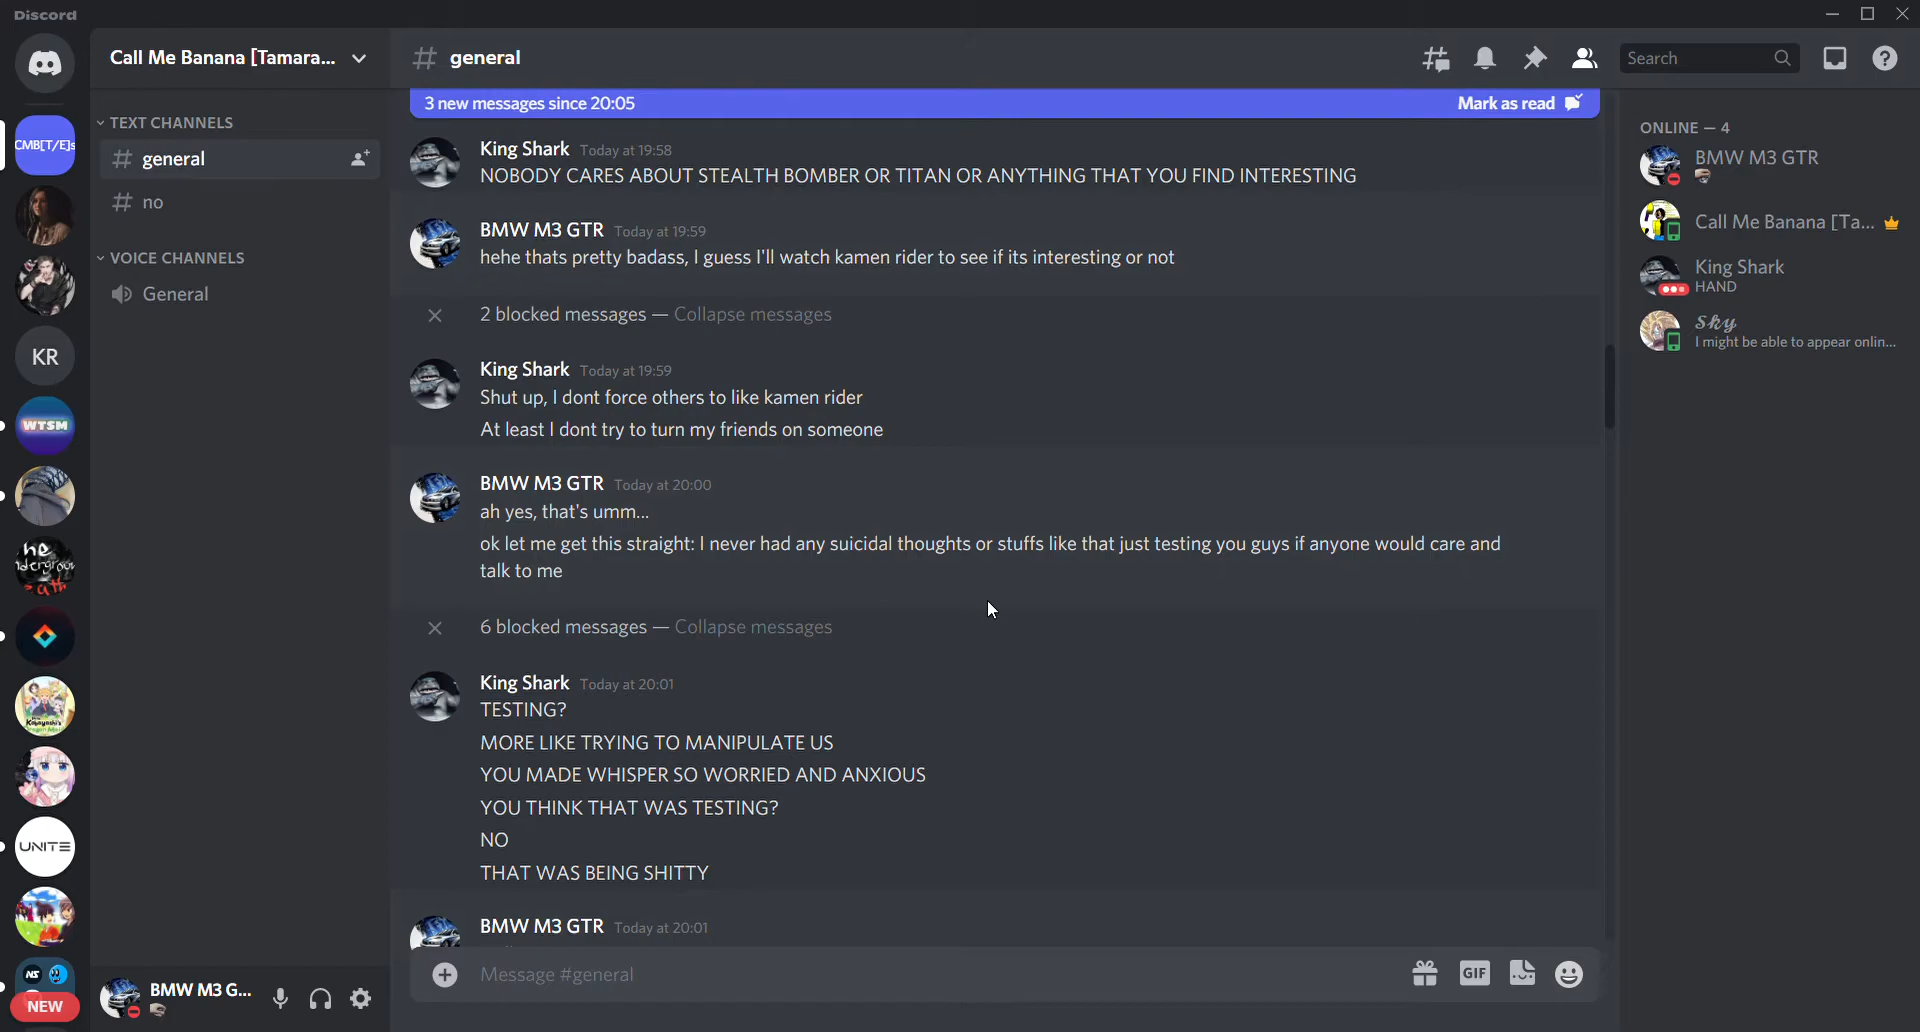 Discord
Call Me Banana [Tamara...
general
Search
3 new messages since 20:05
Mark as read
TEXT CHANNELS
general
no
VOICE CHANNELS
General
CMB[T/E]s
KR
WTSM
UNITE
NS
NEW
King Shark Today at 19:58
NOBODY CARES ABOUT STEALTH BOMBER OR TITAN OR ANYTHING THAT YOU FIND INTERESTING
BMW M3 GTR Today at 19:59
hehe thats pretty badass, I guess I'll watch kamen rider to see if its interesting or not
2 blocked messages — Collapse messages
King Shark Today at 19:59
Shut up, I dont force others to like kamen rider
At least I dont try to turn my friends on someone
BMW M3 GTR Today at 20:00
ah yes, that's umm...
ok let me get this straight: I never had any suicidal thoughts or stuffs like that just testing you guys if anyone would care and
talk to me
6 blocked messages — Collapse messages
King Shark Today at 20:01
TESTING?
MORE LIKE TRYING TO MANIPULATE US
YOU MADE WHISPER SO WORRIED AND ANXIOUS
YOU THINK THAT WAS TESTING?
NO
THAT WAS BEING SHITTY
BMW M3 GTR Today at 20:01
Message #general
GIF
BMW M3 G...
ONLINE — 4
BMW M3 GTR
Call Me Banana [Ta...
King Shark
HAND
Sky
I might be able to appear onlin...